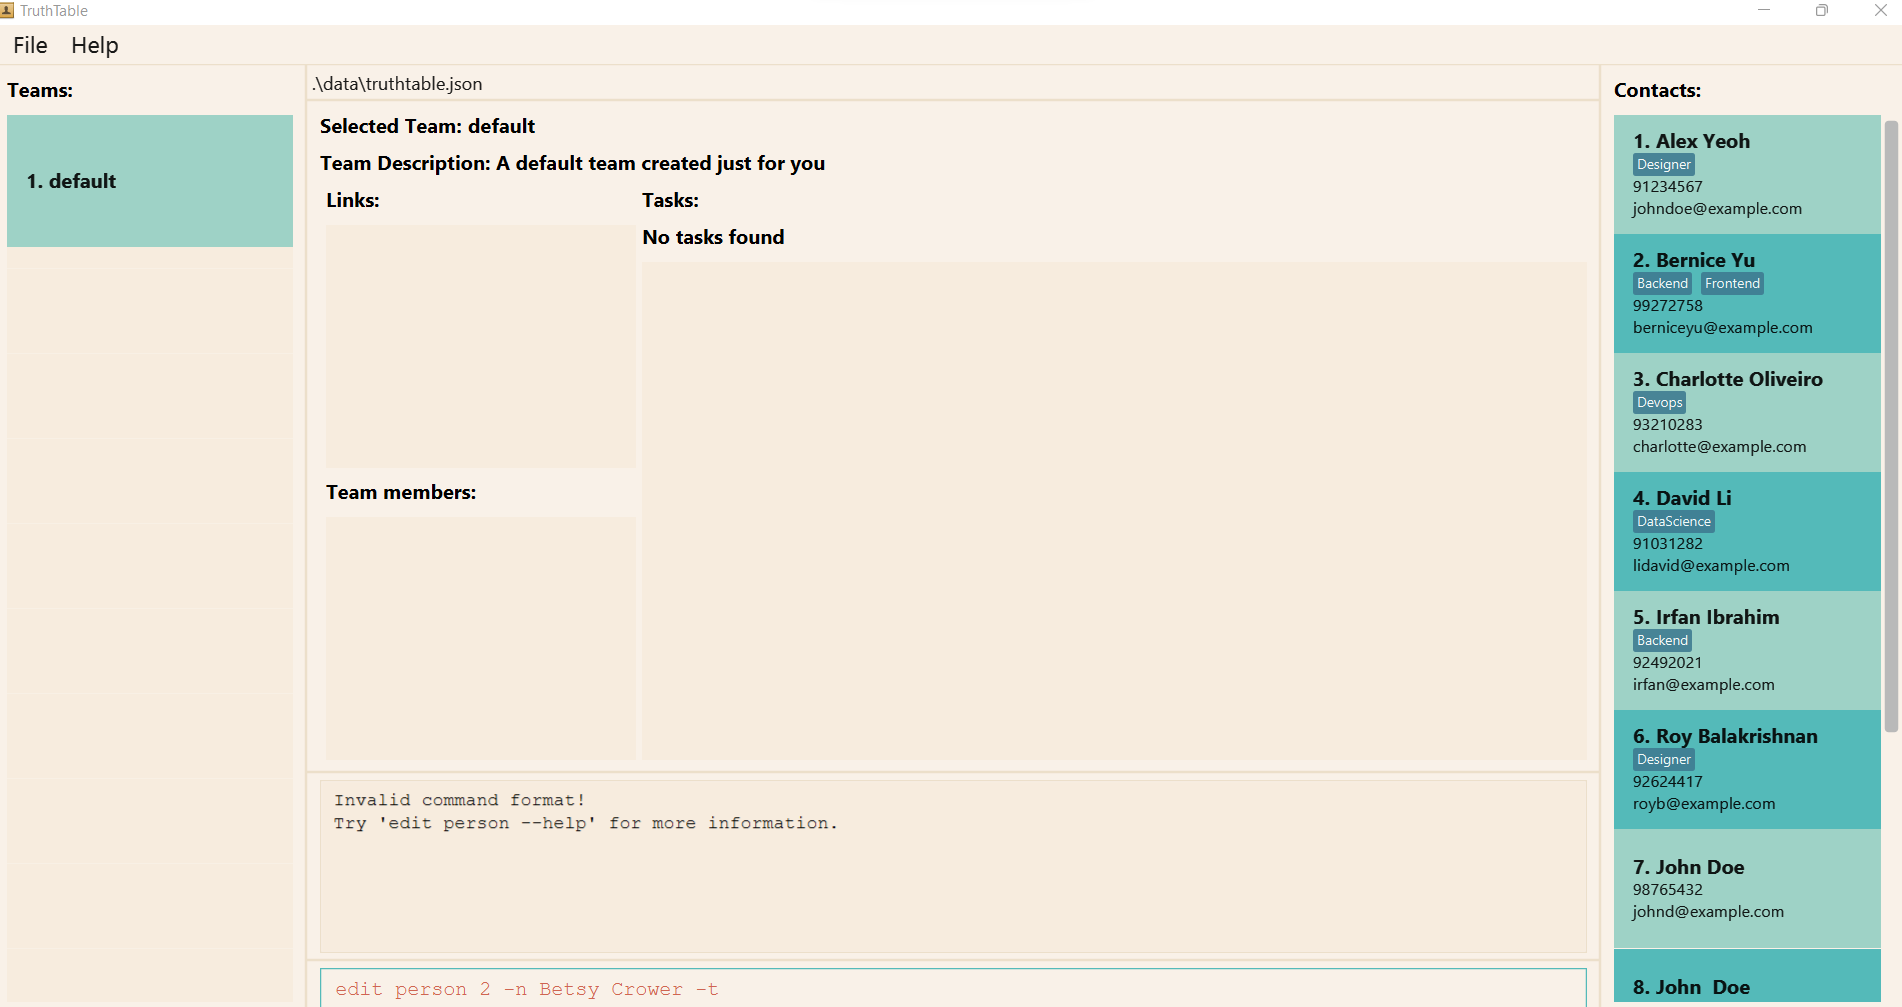 TruthTable
File Help
Teams:
1. default
.\data\truthtable.json
Selected Team: default
Team Description: A default team created just for you
Links:
Tasks:
No tasks found
Team members:
Invalid command format!
Try 'edit person --help' for more information.
edit person 2 -n Betsy Crower -t
Contacts:
1. Alex Yeoh
Designer
91234567
johndoe@example.com
2. Bernice Yu
Backend Frontend
99272758
berniceyu@example.com
3. Charlotte Oliveiro
Devops
93210283
charlotte@example.com
4. David Li
DataScience
91031282
lidavid@example.com
5. Irfan Ibrahim
Backend
92492021
irfan@example.com
6. Roy Balakrishnan
Designer
92624417
royb@example.com
7. John Doe
98765432
johnd@example.com
8. John  Doe